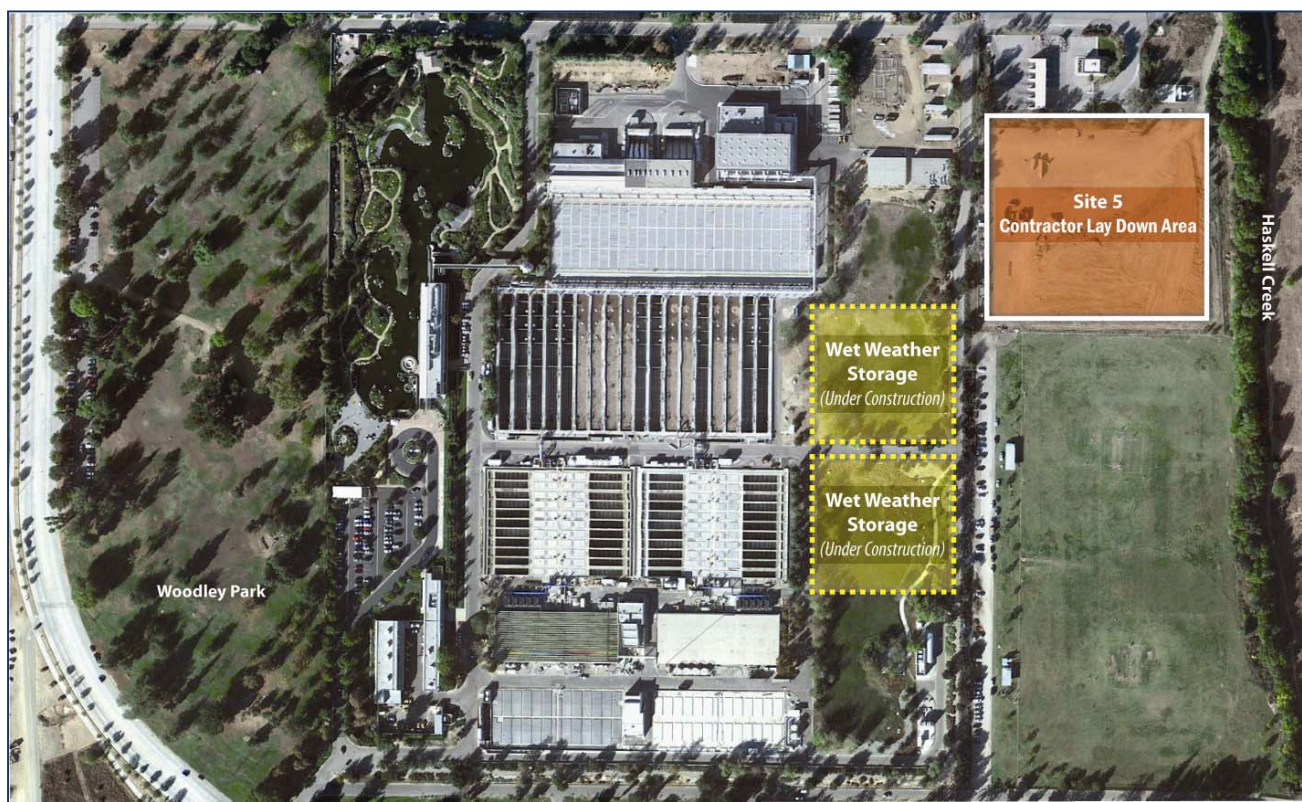 Site 5
Contractor Lay Down Area
Haskell Creek
Wet Weather
Storage
(Under Construction)
Wet Weather
Storage
(Under Construction)
Woodley Park